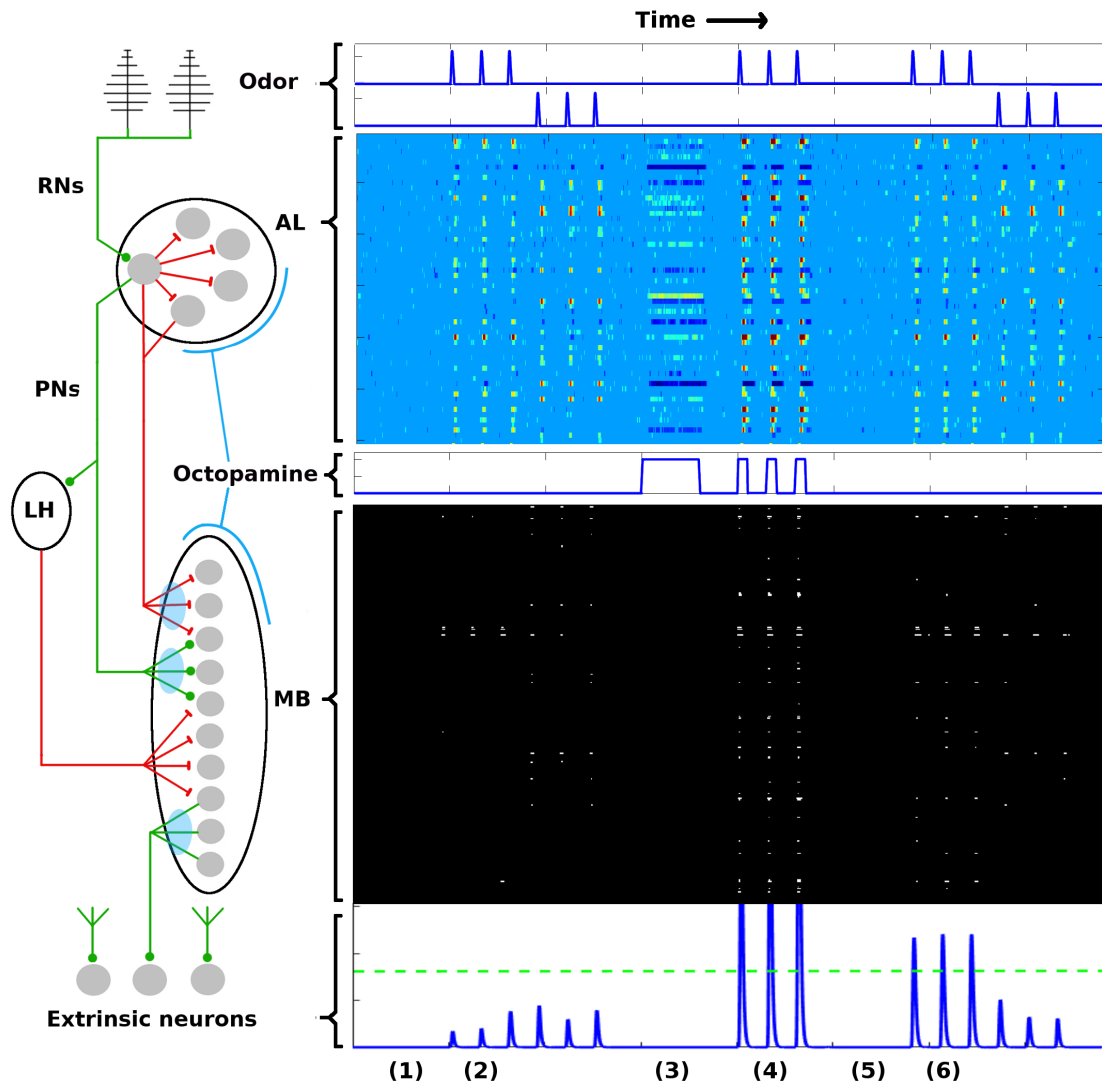 Time
Odor
RNs
AL
PNs
Octopamine
LH
MB
Extrinsic neurons
(1) (2) (3) (4) (5) (6)